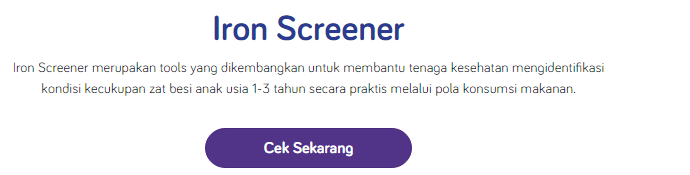 Iron Screener
Iron Screener merupakan tools yang dikembangkan untuk membantu tenaga kesehatan mengidentifikasi
kondisi kecukupan zat besi anak usia 1-3 tahun secara praktis melalui pola konsumsi makanan.
Cek Sekarang